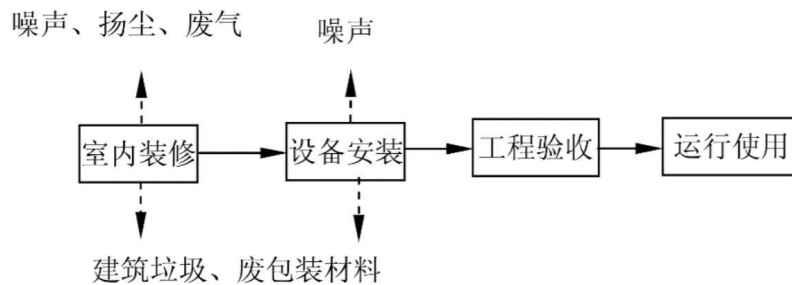 噪声、扬尘、废气
噪声
室内装修
设备安装
工程验收
运行使用
建筑垃圾、废包装材料